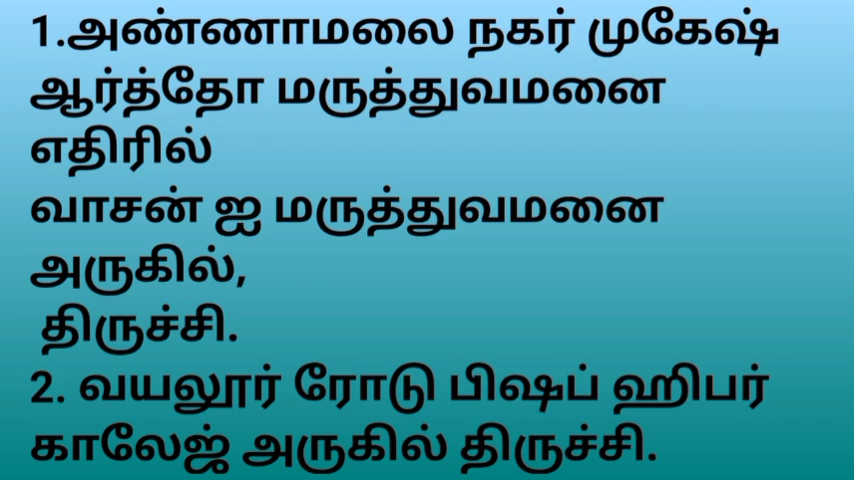 1.அண்ணாமலை நகர் முகேஷ்
ஆர்த்தோ மருத்துவமனை
எதிரில்
வாசன் ஐ மருத்துவமனை
அருகில்,
திருச்சி.
2. வயலூர் ரோடு பிஷப் ஹிபர்
காலேஜ் அருகில் திருச்சி.